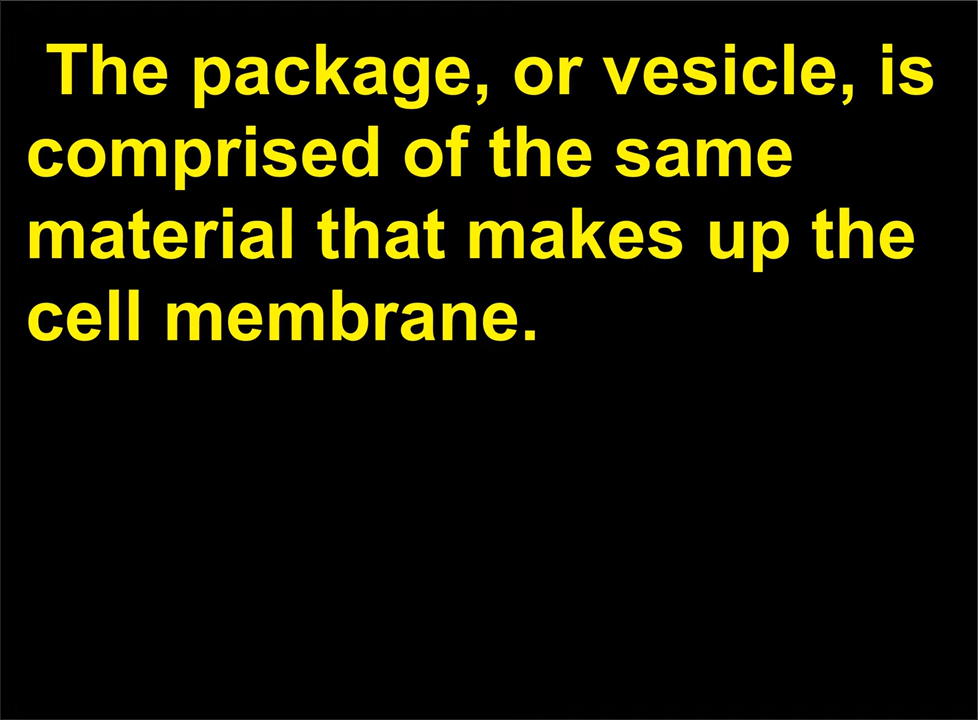 The package, or vesicle, is
comprised of the same
material that makes up the
cell membrane.